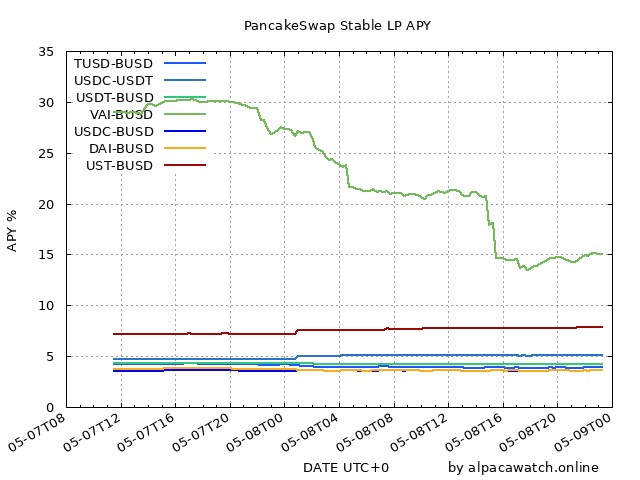 PancakeSwap Stable LP APY
35
30
25
20
15
10
5
0
APY %
TUSD-BUSD
USDC-USDT
USDT-BUSD
VAI-BUSD
USDC-BUSD
DAI-BUSD
UST-BUSD
05-07T08
05-07T12
05-07T16
05-07T20
05-08T00
05-08T04
05-08T08
05-08T12
05-08T16
05-08T20
05-09T00
DATE UTC+0
by alpacawatch.online